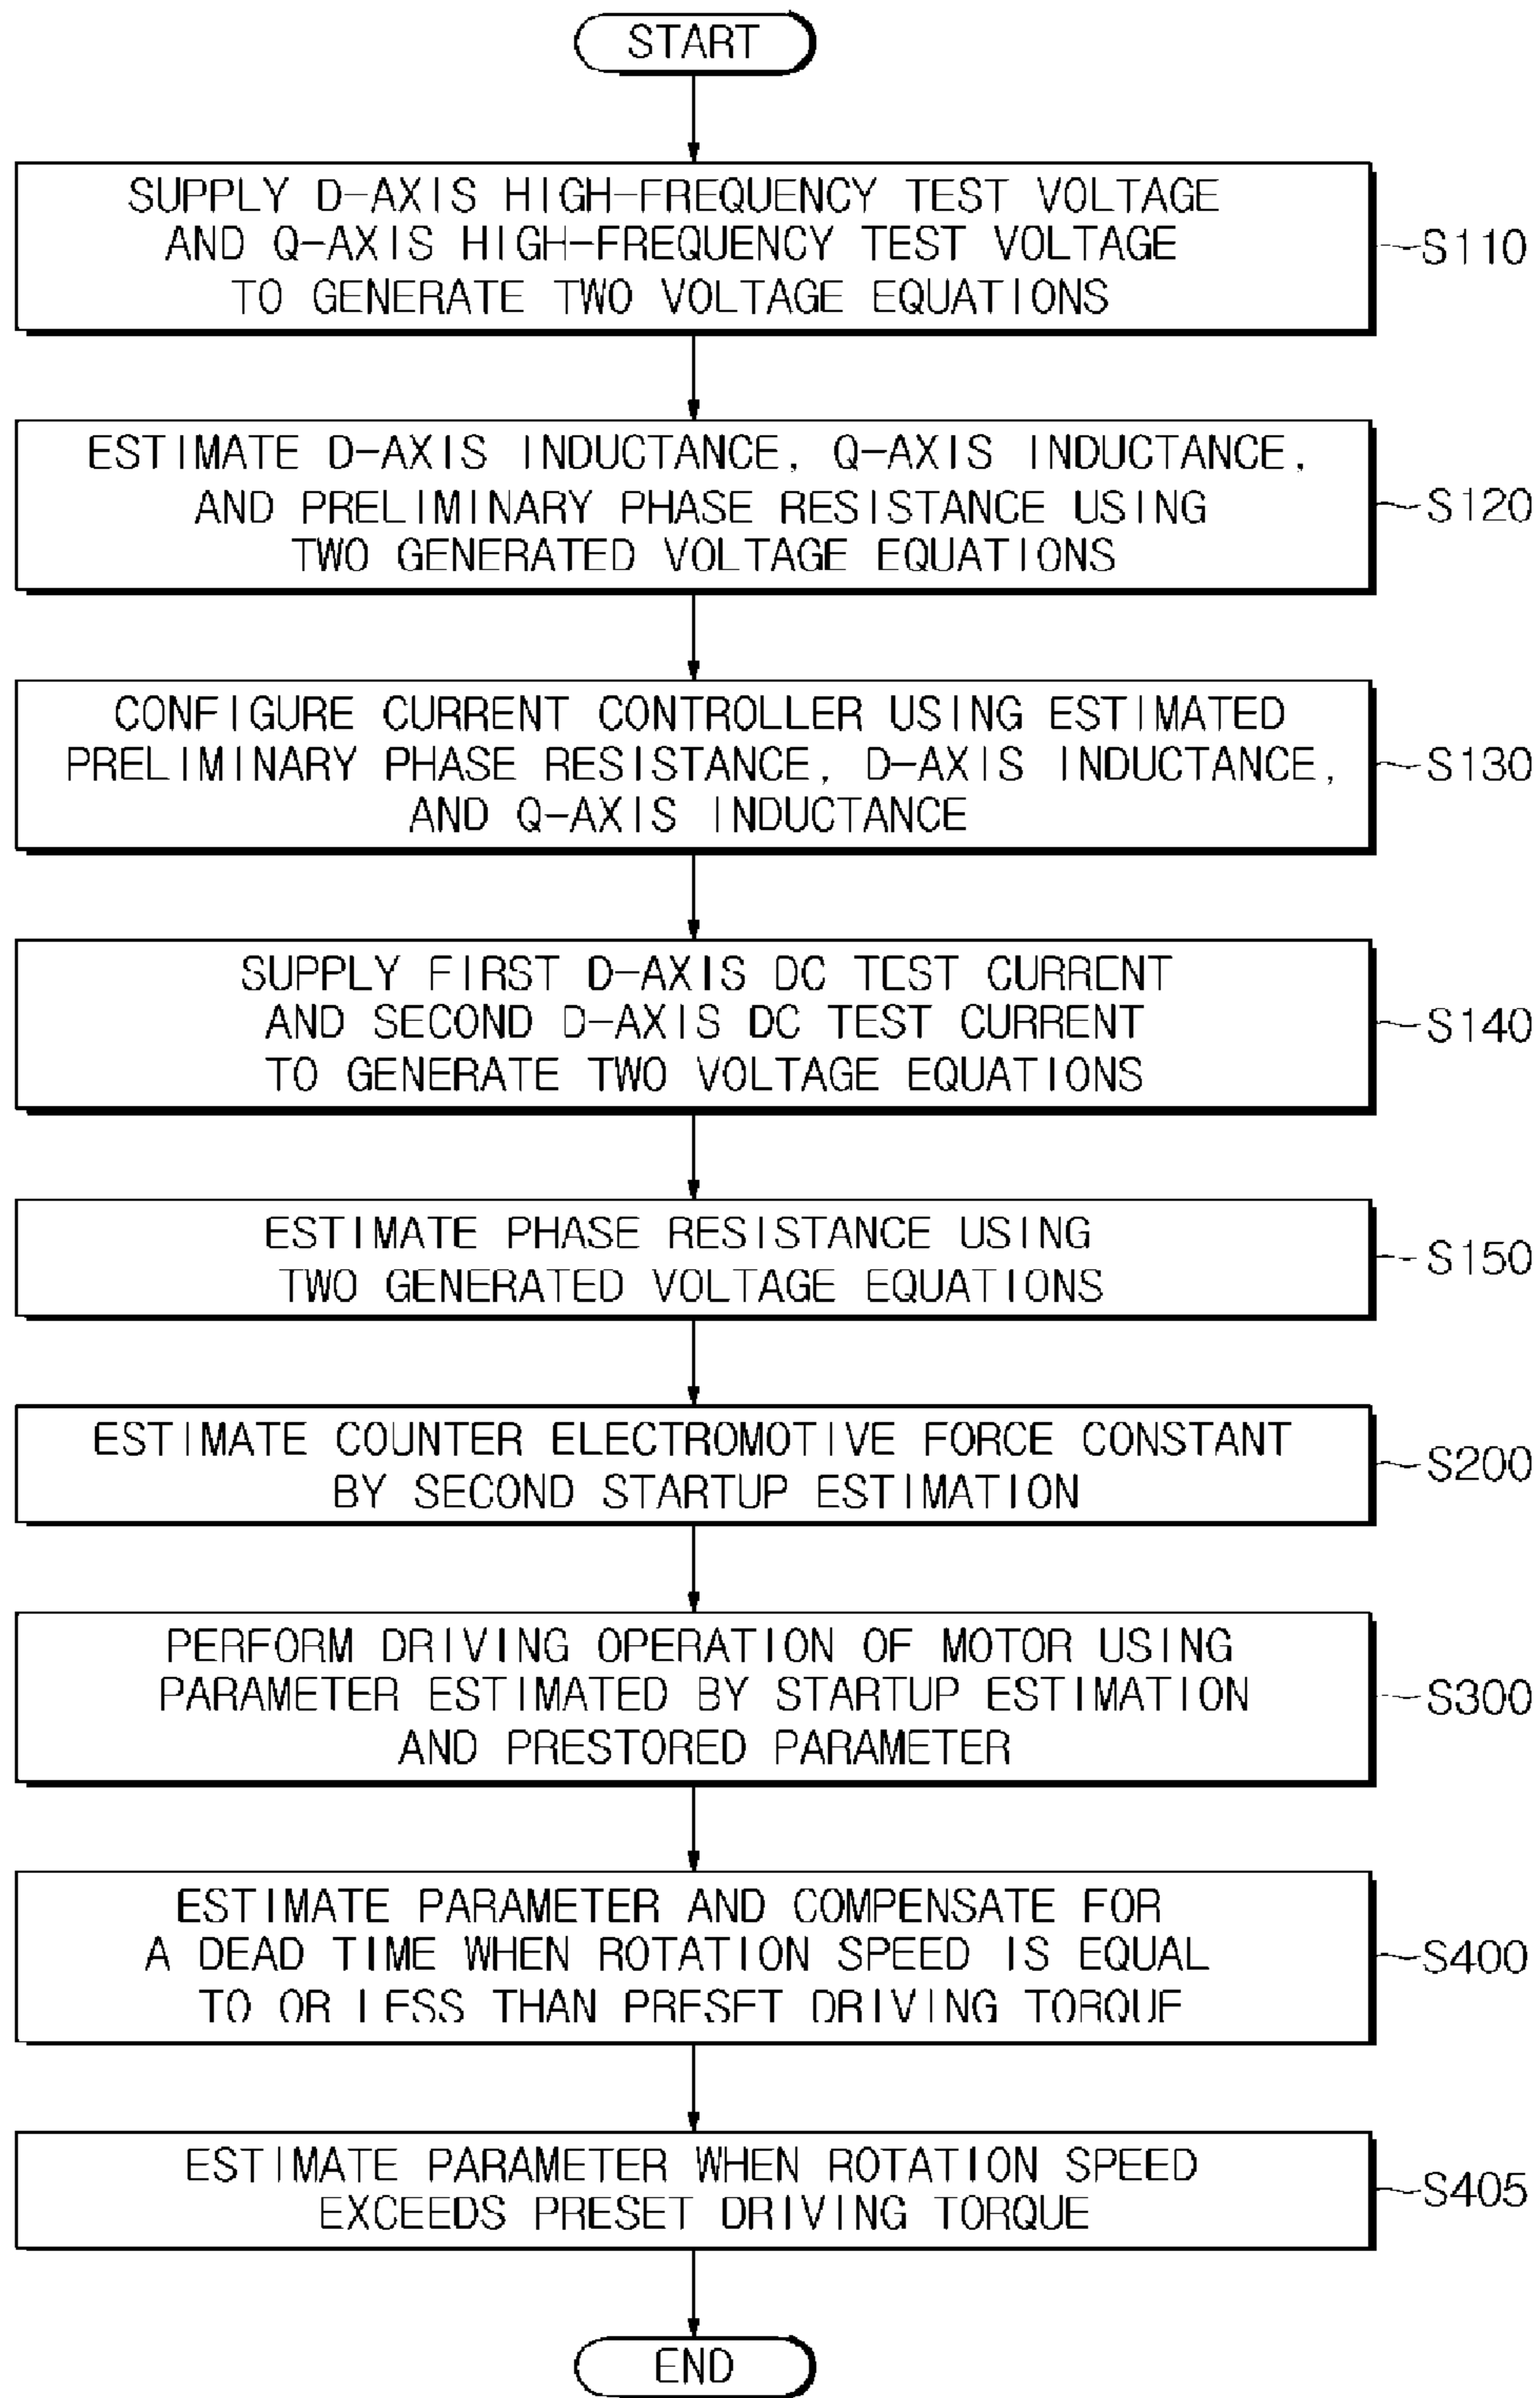 START
SUPPLY D-AXIS HIGH-FREQUENCY TEST VOLTAGE
AND Q-AXIS HIGH-FREQUENCY TEST VOLTAGE
TO GENERATE TWO VOLTAGE EQUATIONS
S110
ESTIMATE D-AXIS INDUCTANCE, Q-AXIS INDUCTANCE,
AND PRELIMINARY PHASE RESISTANCE USING
TWO GENERATED VOLTAGE EQUATIONS
S120
CONFIGURE CURRENT CONTROLLER USING ESTIMATED
PRELIMINARY PHASE RESISTANCE, D-AXIS INDUCTANCE,
AND Q-AXIS INDUCTANCE
S130
SUPPLY FIRST D-AXIS DC TEST CURRENT
AND SECOND D-AXIS DC TEST CURRENT
TO GENERATE TWO VOLTAGE EQUATIONS
S140
ESTIMATE PHASE RESISTANCE USING
TWO GENERATED VOLTAGE EQUATIONS
S150
ESTIMATE COUNTER ELECTROMOTIVE FORCE CONSTANT
BY SECOND STARTUP ESTIMATION
S200
PERFORM DRIVING OPERATION OF MOTOR USING
PARAMETER ESTIMATED BY STARTUP ESTIMATION
AND PRESTORED PARAMETER
S300
ESTIMATE PARAMETER AND COMPENSATE FOR
A DEAD TIME WHEN ROTATION SPEED IS EQUAL
TO OR LESS THAN PRESET DRIVING TORQUE
S400
ESTIMATE PARAMETER WHEN ROTATION SPEED
EXCEEDS PRESET DRIVING TORQUE
S405
END